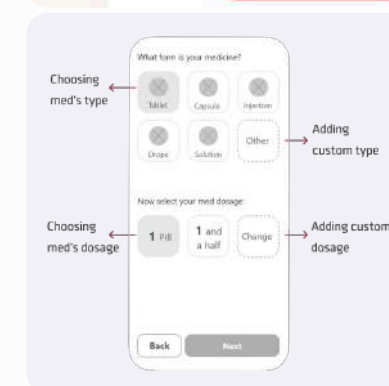 What form is your medicine?
Choosing
med's type
Tablet
Capsule
Injection
Drops
Solution
Other
Adding
custom type
Now select your med dosage:
Choosing
med's dosage
1 Pill
1 and
a half
Change
Adding custom
dosage
Back
Next